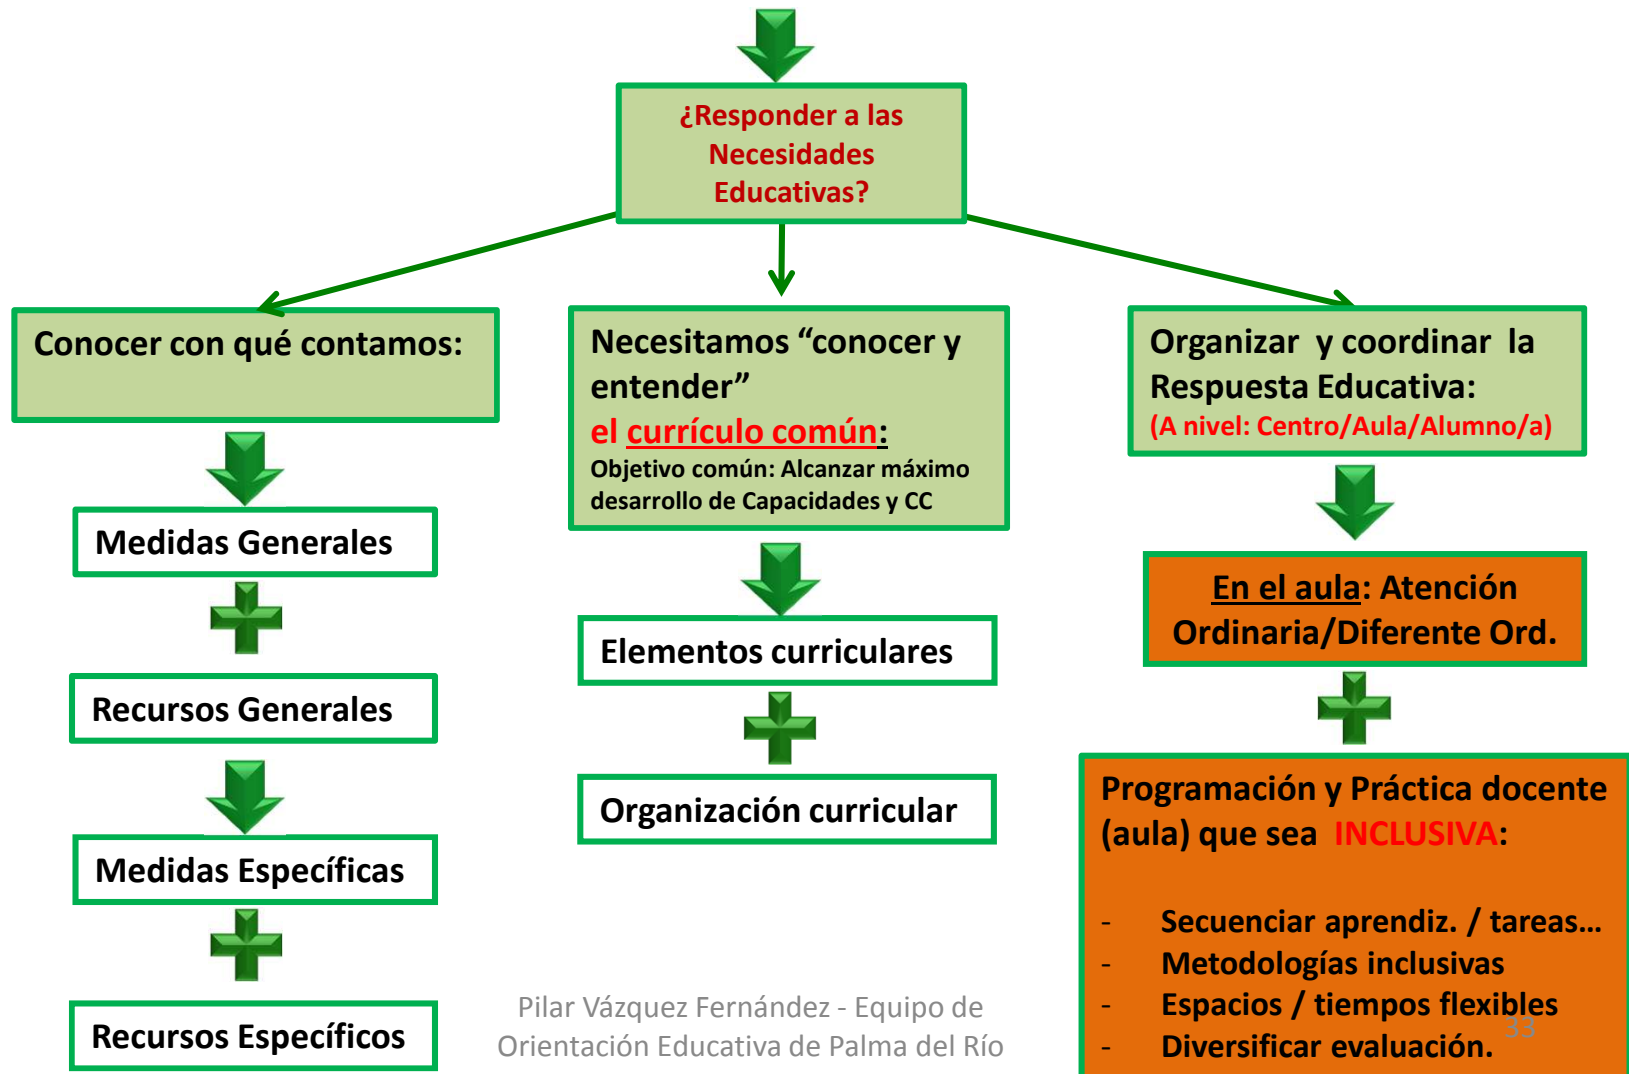 ¿Responder a las
Necesidades
Educativas?
Conocer con qué contamos:
Medidas Generales
Recursos Generales
Medidas Específicas
Recursos Específicos
Necesitamos “conocer y
entender”
el currículo común:
Objetivo común: Alcanzar máximo
desarrollo de Capacidades y CC
Elementos curriculares
Organización curricular
Organizar y coordinar la
Respuesta Educativa:
(A nivel: Centro/Aula/Alumno/a)
En el aula: Atención
Ordinaria/Diferente Ord.
Programación y Práctica docente
(aula) que sea INCLUSIVA:
- Secuenciar aprendiz. / tareas…
- Metodologías inclusivas
- Espacios / tiempos flexibles
- Diversificar evaluación.
Pilar Vázquez Fernández - Equipo de
Orientación Educativa de Palma del Río
33